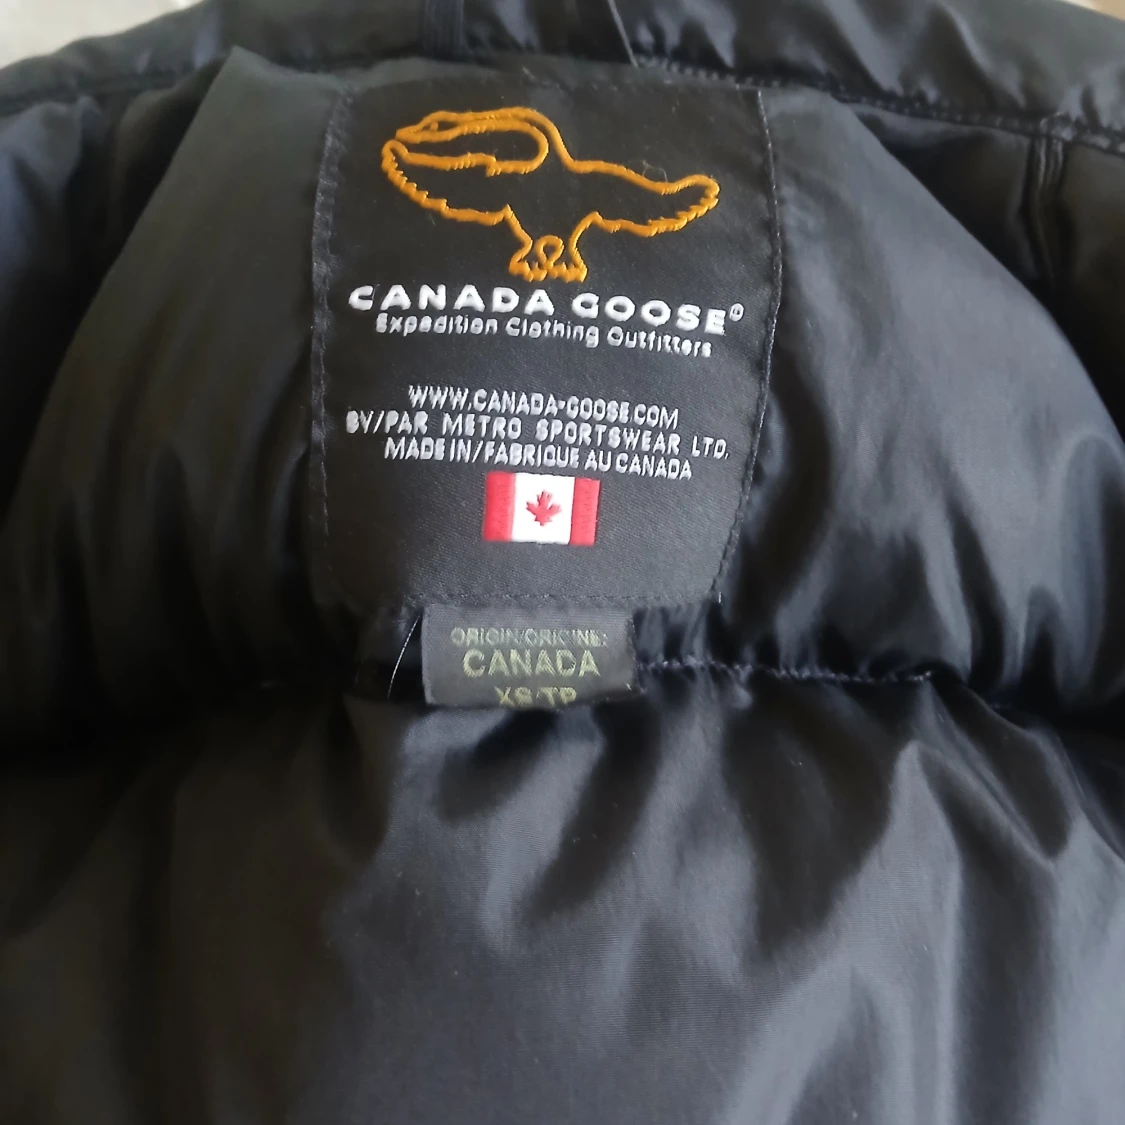 CANADA GOOSE®
Expedition Clothing Outfitters
WWW.CANADA-GOOSE.COM
BY/PAR METRO SPORTSWEAR LTD.
MADE IN/FABRIQUE AU CANADA
ORIGIN/ORIGINE:
CANADA
XS/TP